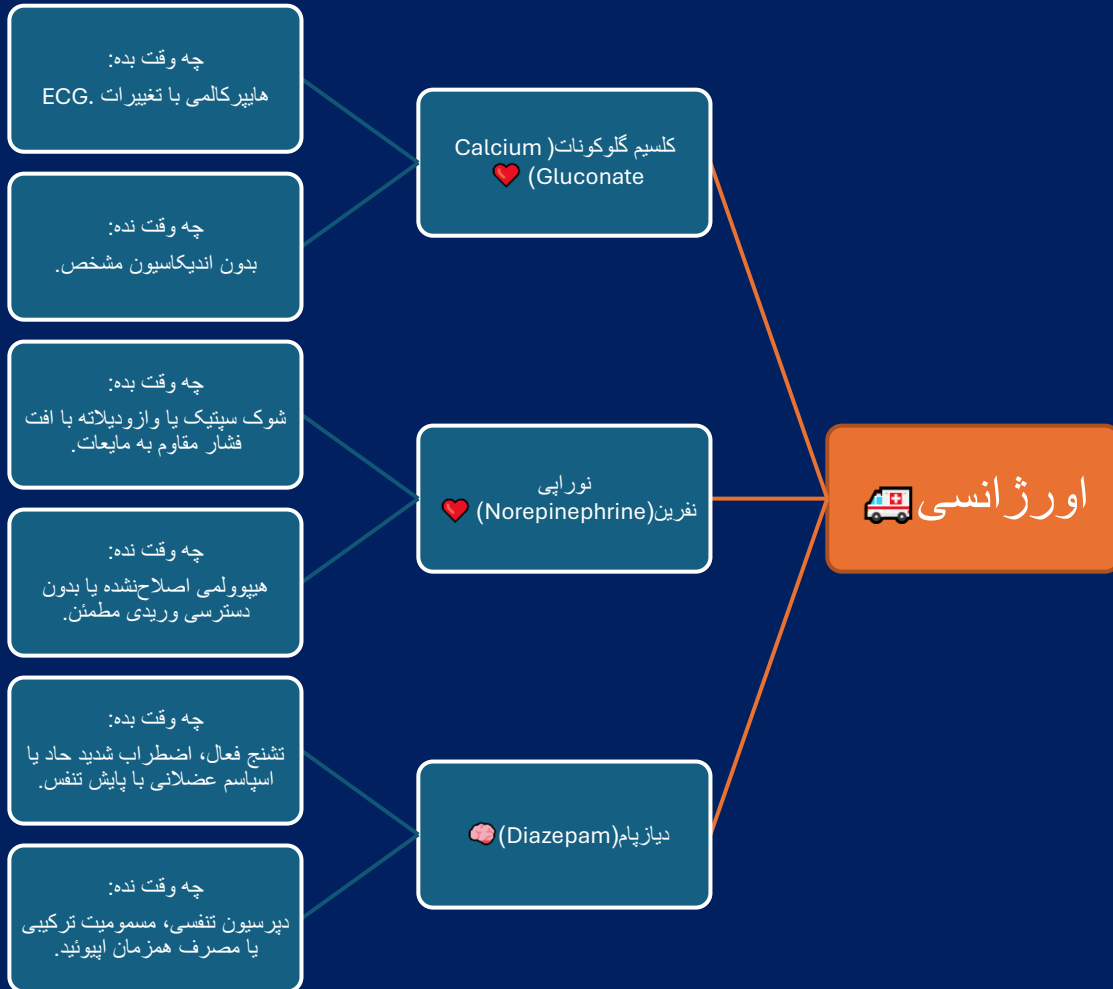 اورژانسی🚑
کلسیم گلوکونات( Calcium
Gluconate) ❤️
چه وقت بده:
هایپرکالمی با تغییرات ECG.
چه وقت نده:
بدون اندیکاسیون مشخص.
نوراپی
نفرین(Norepinephrine) ❤️
چه وقت بده:
شوک سپتیک یا وازودیلاته با افت
فشار مقاوم به مایعات.
چه وقت نده:
هیپوولمی اصلاح‌نشده یا بدون
دسترسی وریدی مطمئن.
دیازپام(Diazepam)🧠
چه وقت بده:
تشنج فعال، اضطراب شدید حاد یا
اسپاسم عضلانی با پایش تنفس.
چه وقت نده:
دپرسیون تنفسی، مسمومیت ترکیبی
یا مصرف همزمان اپیوئید.